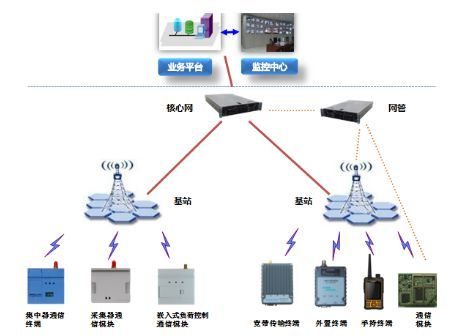 业务平台
监控中心
核心网
网管
基站
基站
集中器通信
终端
采集器通
信模块
嵌入式负荷控制
通信模块
宽带传输终端
外置终端
手持终端
通信
模块